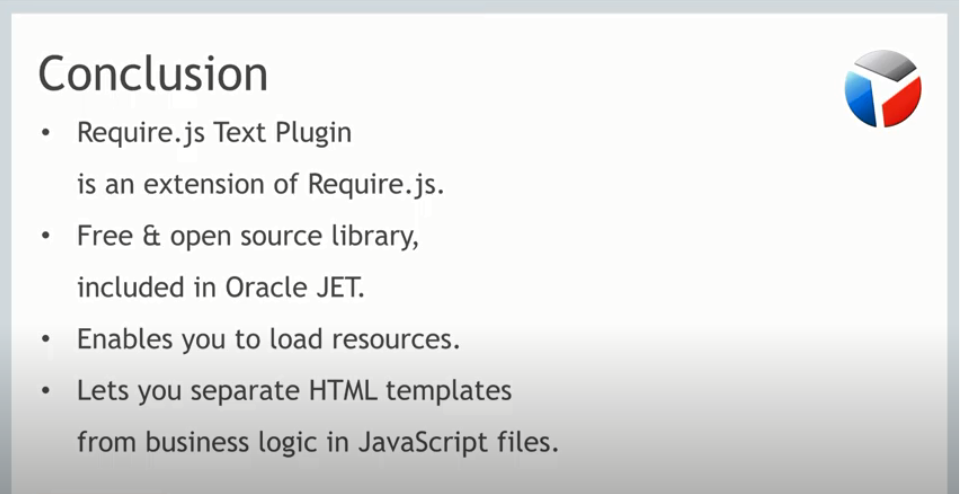 Conclusion
• Require.js Text Plugin
is an extension of Require.js.
• Free & open source library,
included in Oracle JET.
• Enables you to load resources.
• Lets you separate HTML templates
from business logic in JavaScript files.